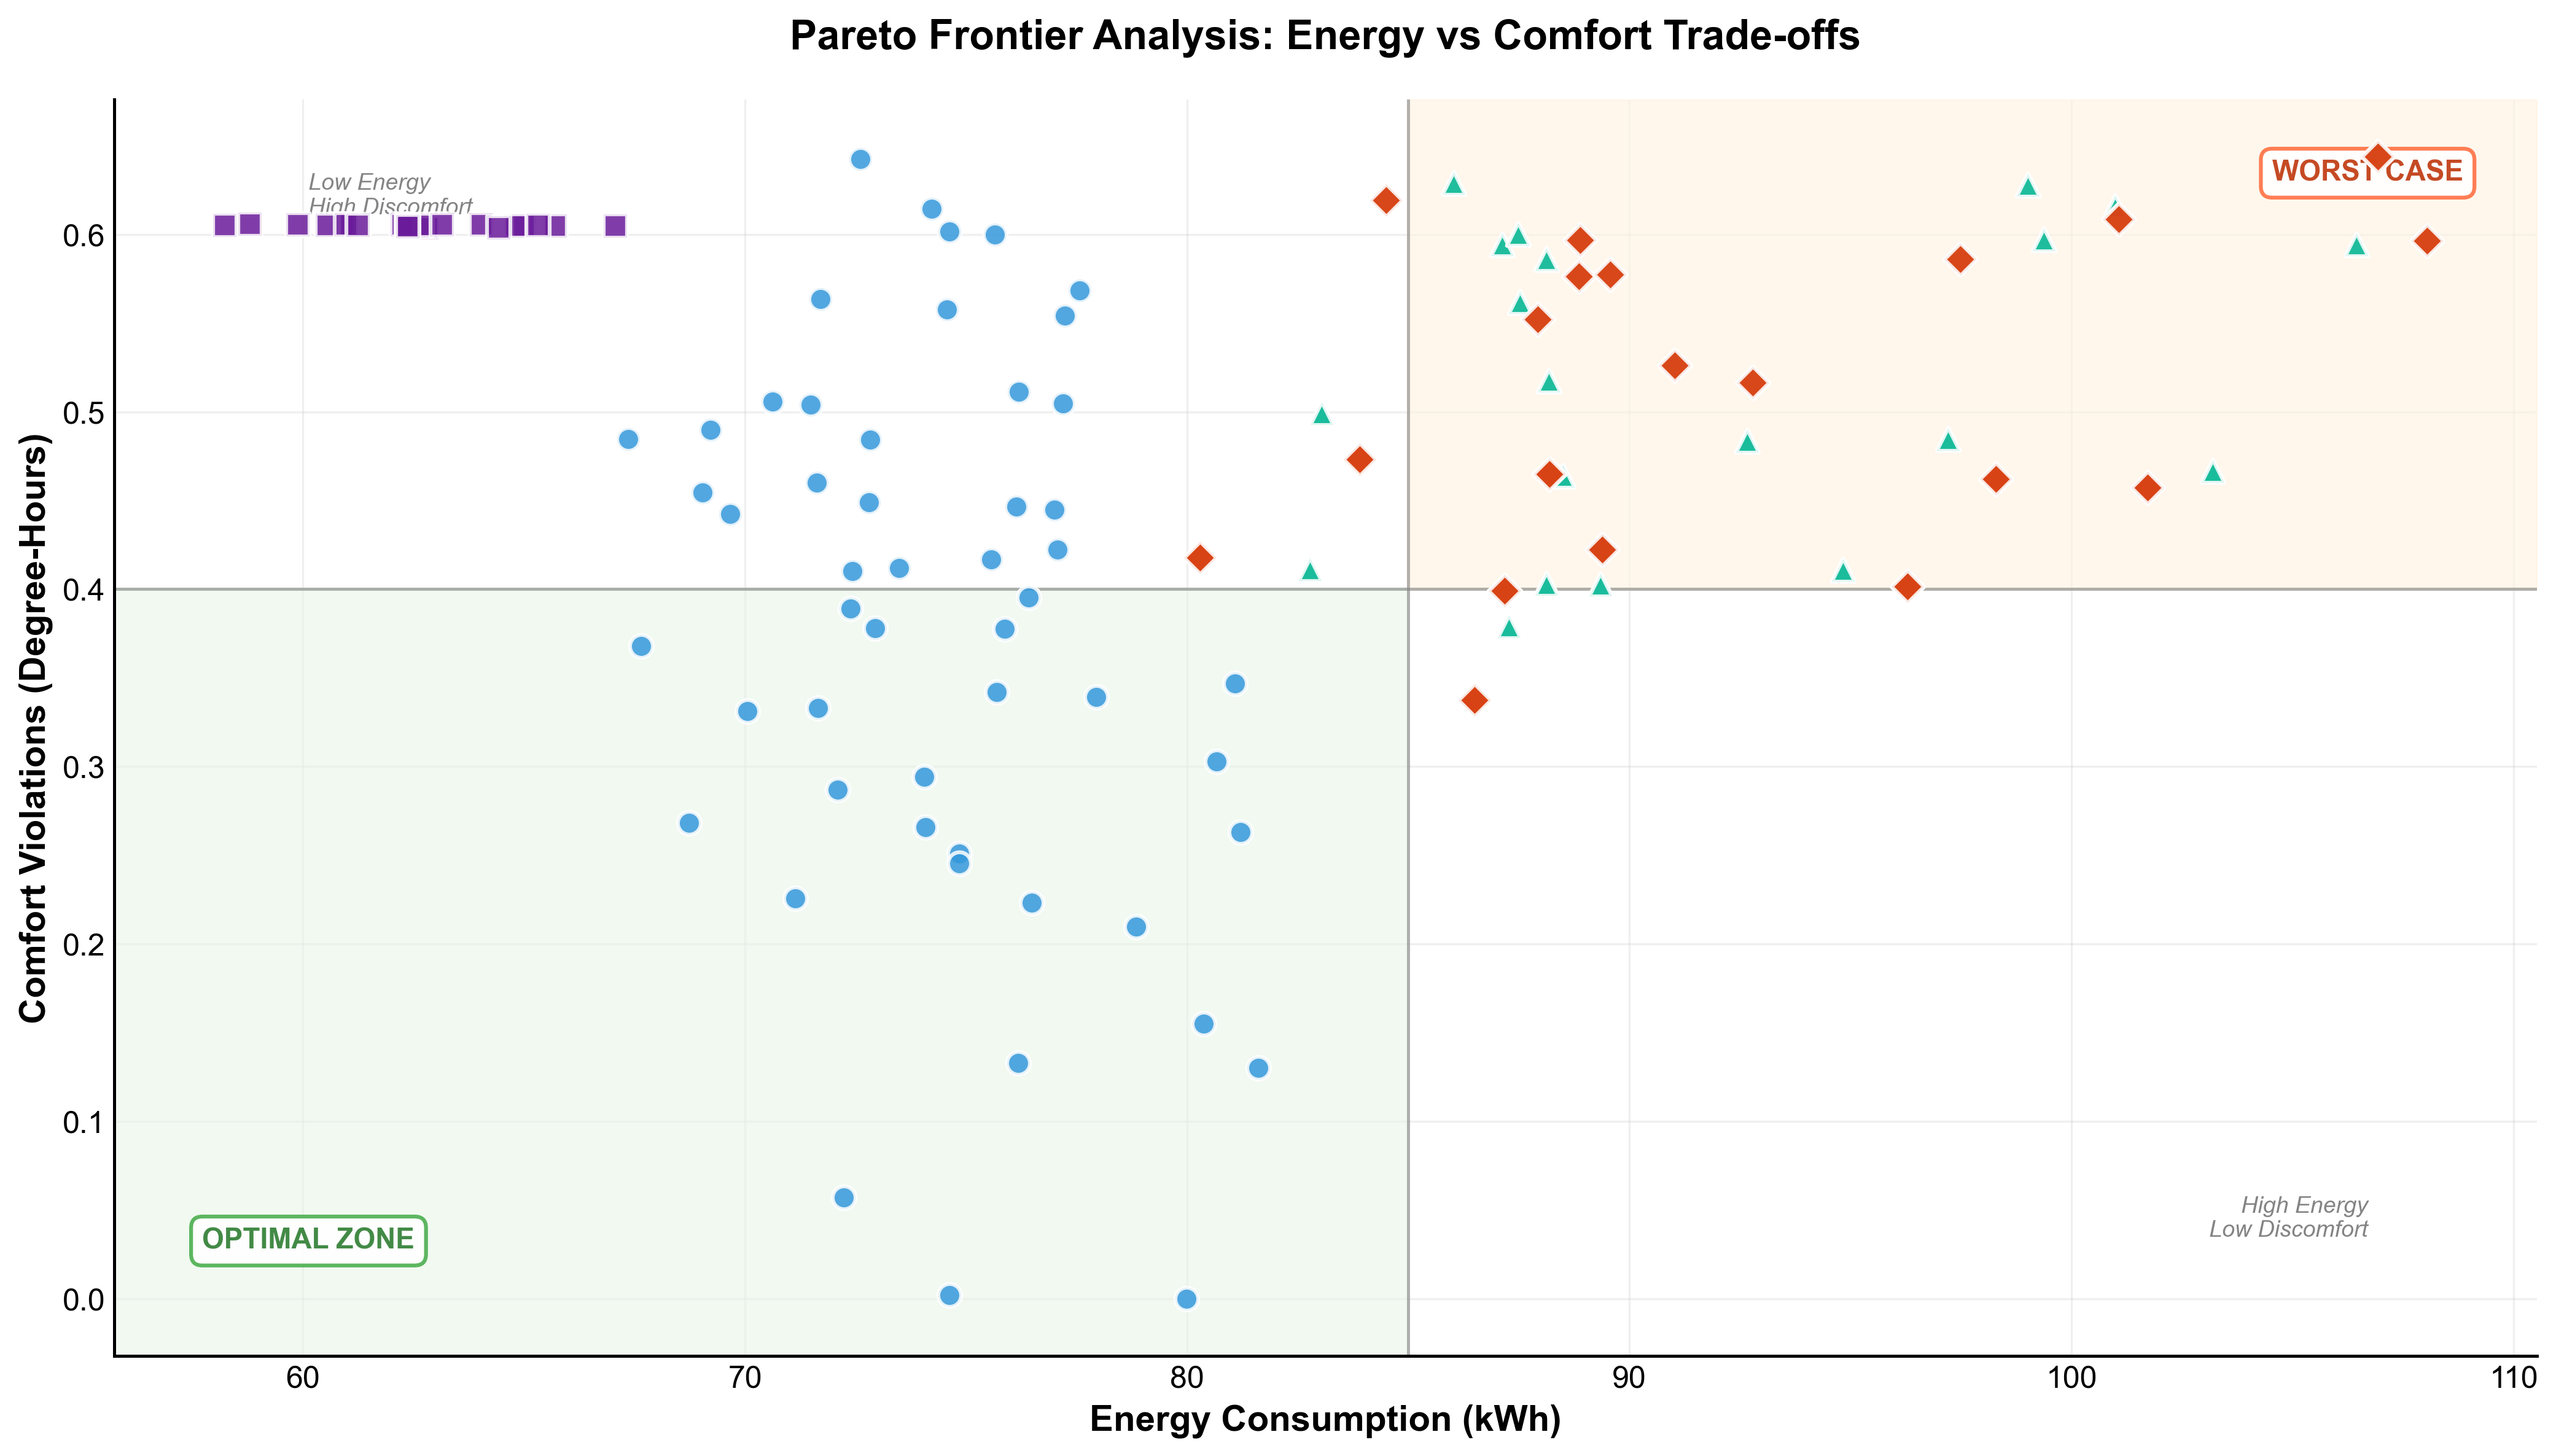 Pareto Frontier Analysis: Energy vs Comfort Trade-offs
Low Energy
High Discomfort
WORST CASE
0.6
0.5
0.4
0.3
0.2
0.1
0.0
Comfort Violations (Degree-Hours)
OPTIMAL ZONE
High Energy
Low Discomfort
60
70
80
90
100
110
Energy Consumption (kWh)